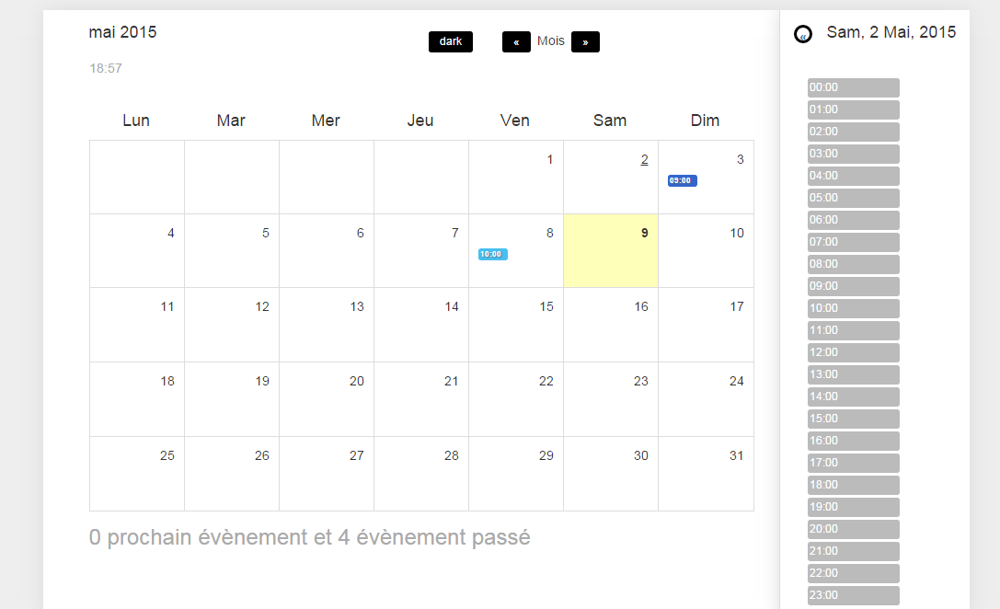 mai 2015
dark « Mois »
18:57
Lun Mar Mer Jeu Ven Sam Dim
1 2 3
09:00
4 5 6 7 8 9 10
10:00
11 12 13 14 15 16 17
18 19 20 21 22 23 24
25 26 27 28 29 30 31
0 prochain évènement et 4 évènement passé
« Sam, 2 Mai, 2015
00:00
01:00
02:00
03:00
04:00
05:00
06:00
07:00
08:00
09:00
10:00
11:00
12:00
13:00
14:00
15:00
16:00
17:00
18:00
19:00
20:00
21:00
22:00
23:00